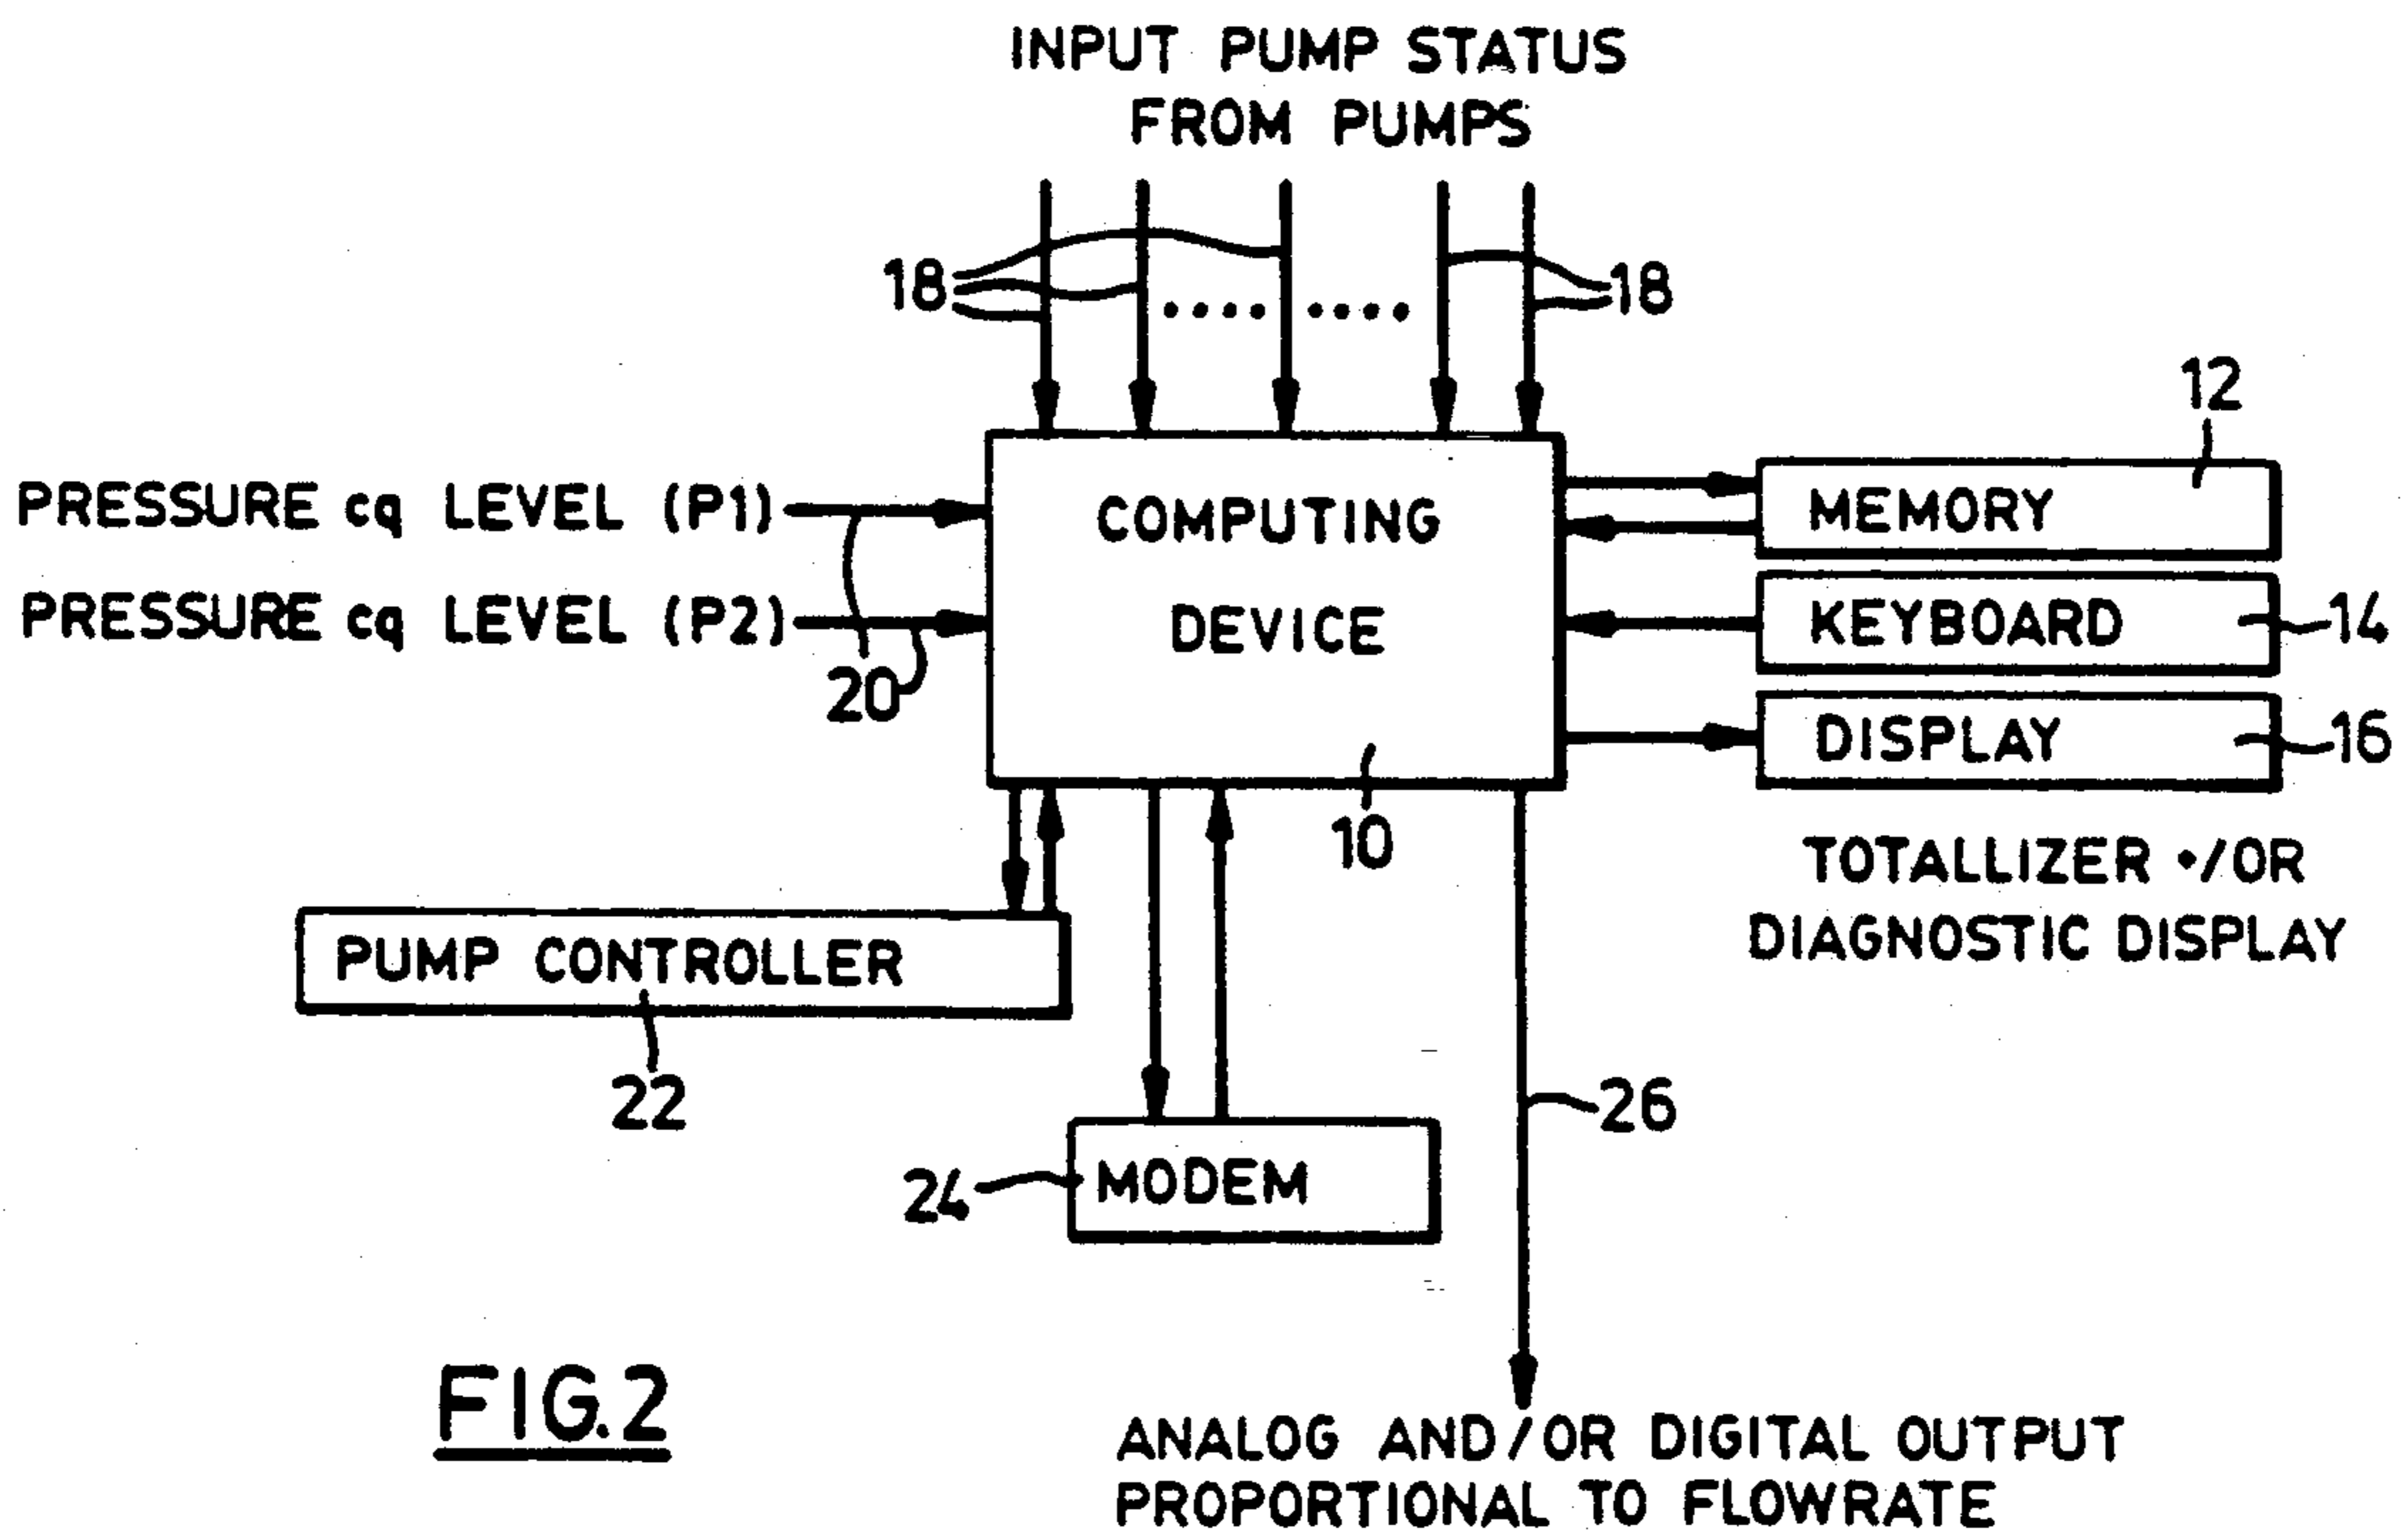 INPUT PUMP STATUS
FROM PUMPS
18
18
12
PRESSURE cq LEVEL (P1)
COMPUTING
MEMORY
PRESSURE cq LEVEL (P2)
DEVICE
KEYBOARD
14
20
DISPLAY
16
10
TOTALLIZER •/OR
DIAGNOSTIC DISPLAY
PUMP CONTROLLER
22
26
24
MODEM
FIG.2
ANALOG AND/OR DIGITAL OUTPUT
PROPORTIONAL TO FLOWRATE